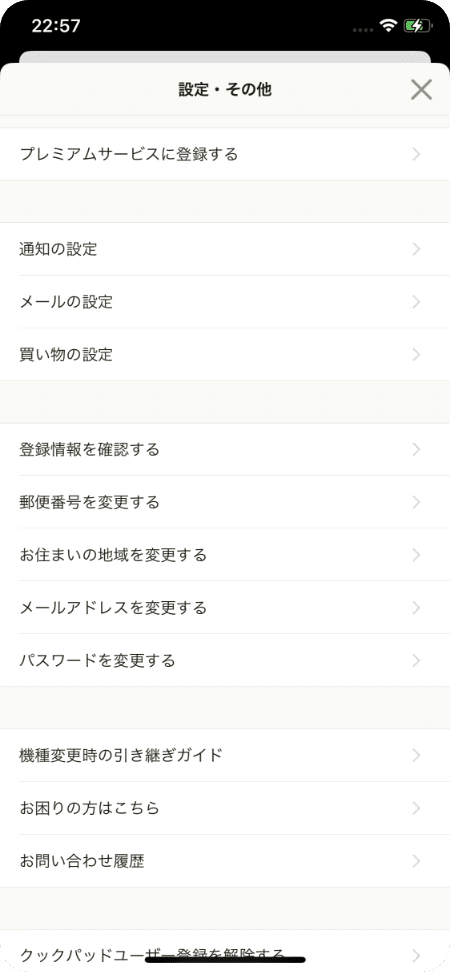 22:57
設定・その他
プレミアムサービスに登録する
通知の設定
メールの設定
買い物の設定
登録情報を確認する
郵便番号を変更する
お住まいの地域を変更する
メールアドレスを変更する
パスワードを変更する
機種変更時の引き継ぎガイド
お困りの方はこちら
お問い合わせ履歴
クックパッドユーザー登録を解除する